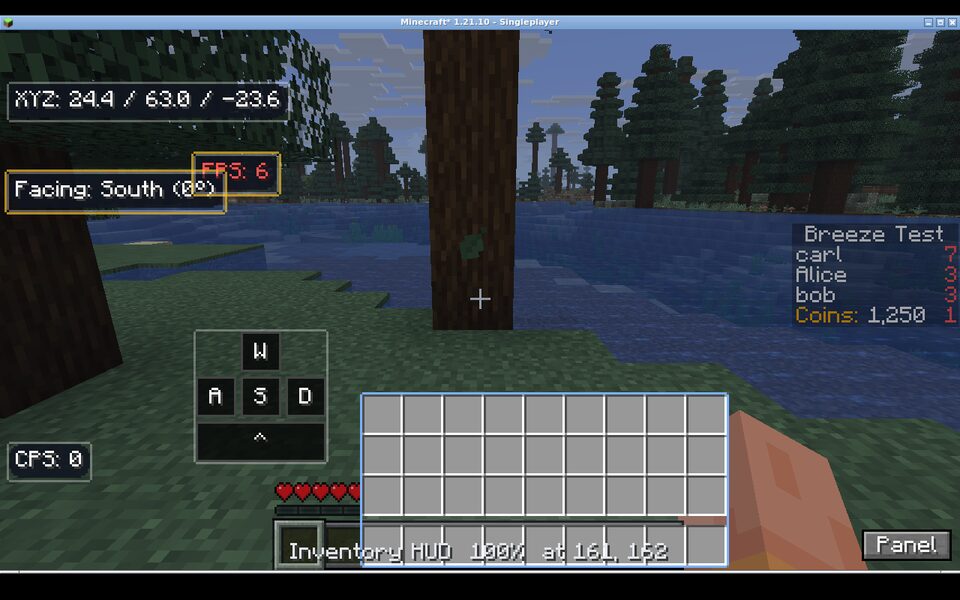 Minecraft* 1.21.10 - Singleplayer
XYZ: 24.4 / 63.0 / -23.6
FPS: 6
Facing: South (0°)
Breeze Test
carl 7
Alice 3
bob 3
Coins: 1,250 1
W
A S D
^
CPS: 0
Inventory HUD 100% at 161, 162
Panel